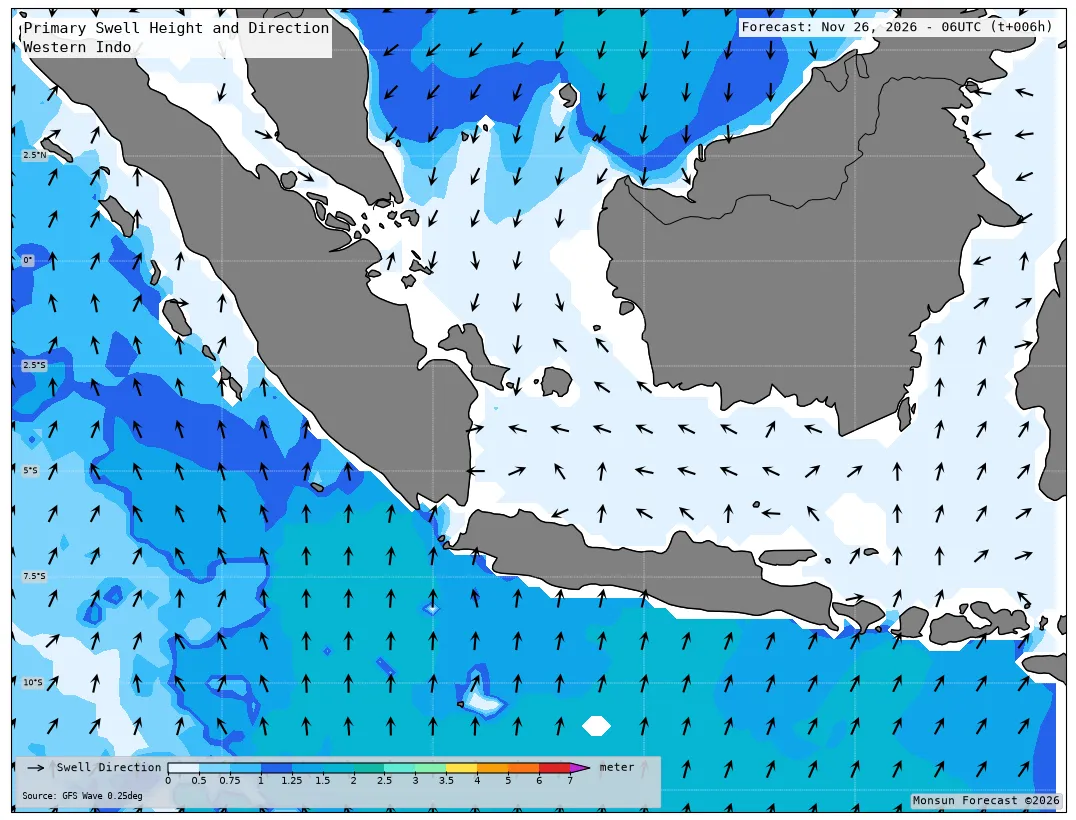 Primary Swell Height and Direction
Western Indo
Forecast: Nov 26, 2026 - 06UTC (t+006h)
2.5°N
0°
2.5°S
5°S
7.5°S
10°S
Swell Direction
meter
0 0.5 0.75 1 1.25 1.5 2 2.5 3 3.5 4 5 6 7
Source: GFS Wave 0.25deg
Monsun Forecast ©2026